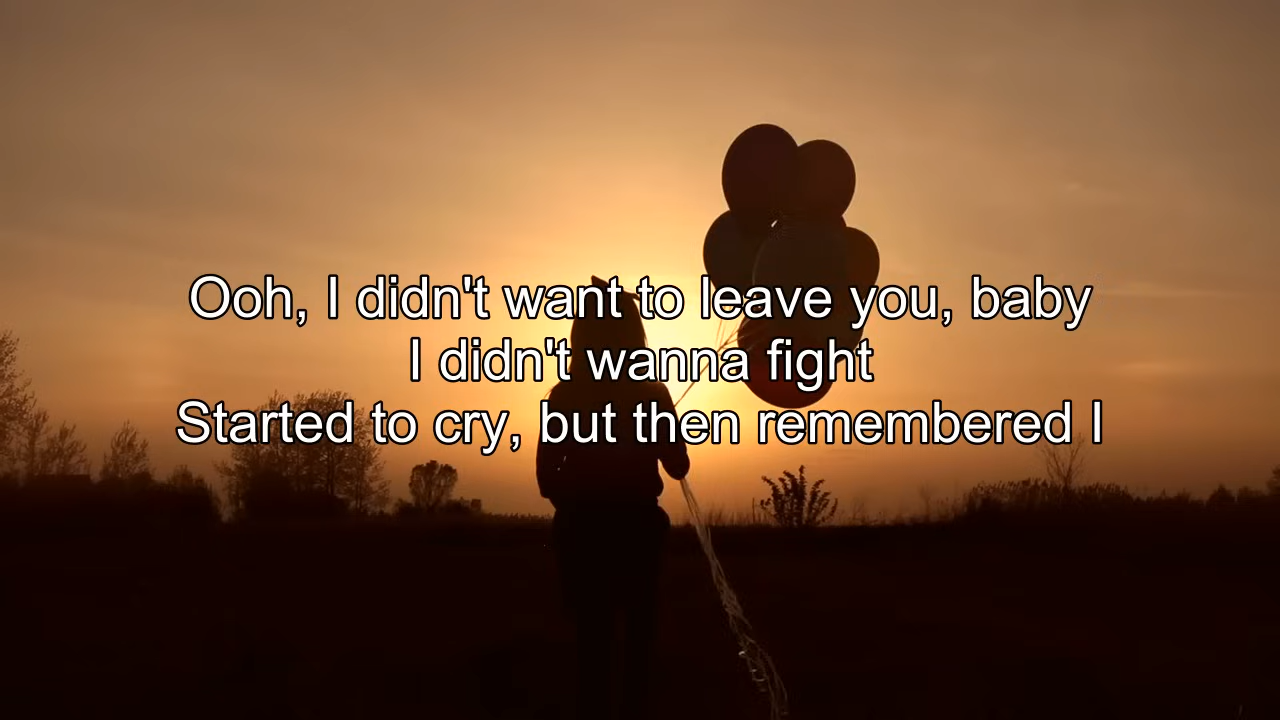 Ooh, I didn't want to leave you, baby
I didn't wanna fight
Started to cry, but then remembered I